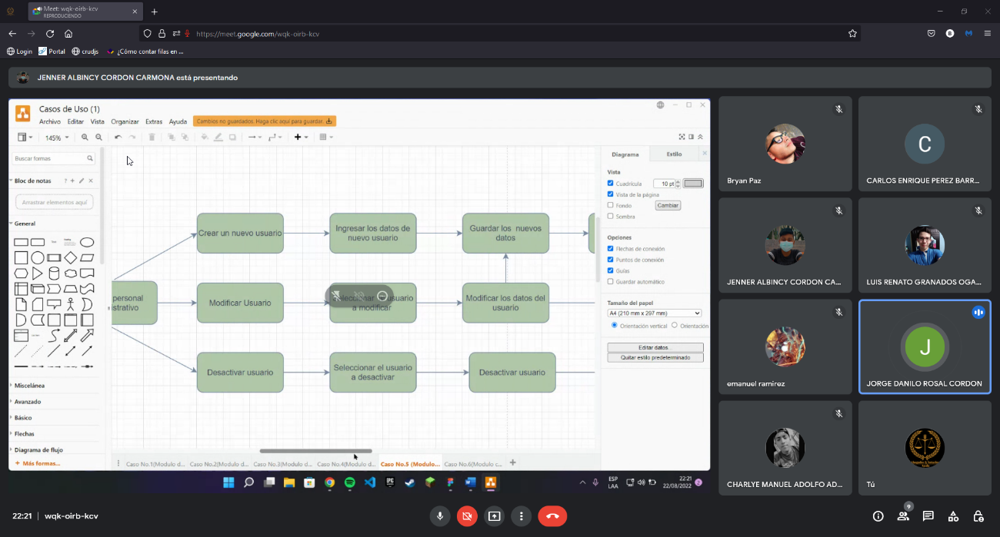 Meet: wqk-oirb-kcv
REPRODUCIENDO
https://meet.google.com/wqk-oirb-kcv
B
Login
Portal
crudjs
¿Cómo contar filas en ...
JENNER ALBINCY CORDON CARMONA está presentando
Casos de Uso (1)
Archivo Editar Vista Organizar Extras Ayuda
Cambios no guardados. Haga clic aquí para guardar.
145%
Buscar formas
Bloc de notas
Arrastrar elementos aquí
General
Miscelánea
Avanzado
Básico
Flechas
Diagrama de flujo
+ Más formas...
Crear un nuevo usuario
Ingresar los datos de
nuevo usuario
Guardar los nuevos
datos
personal
istrativo
Modificar Usuario
usuario
a modificar
Modificar los datos del
usuario
Desactivar usuario
Seleccionar el usuario
a desactivar
Desactivar usuario
Diagrama
Estilo
Vista
Cuadrícula
10 pt
Vista de la página
Fondo
Cambiar
Sombra
Opciones
Flechas de conexión
Puntos de conexión
Guías
Guardar automático
Tamaño del papel
A4 (210 mm x 297 mm)
Orientación vertical
Orientación
Editar datos...
Quitar estilo predeterminado
Caso No.1(Modulo d...
Caso No.2(Modulo d...
Caso No.3(Modulo d...
Caso No.4(Modulo d...
Caso No.5 (Modulo...
Caso No.6(Modulo c...
ESP
LAA
22:21
22/08/2022
2
Bryan Paz
C
CARLOS ENRIQUE PEREZ BARR...
JENNER ALBINCY CORDON CA...
LUIS RENATO GRANADOS OGA...
emanuel ramirez
J
JORGE DANILO ROSAL CORDON
CHARLYE MANUEL ADOLFO AD...
Tú
22:21
wqk-oirb-kcv
9